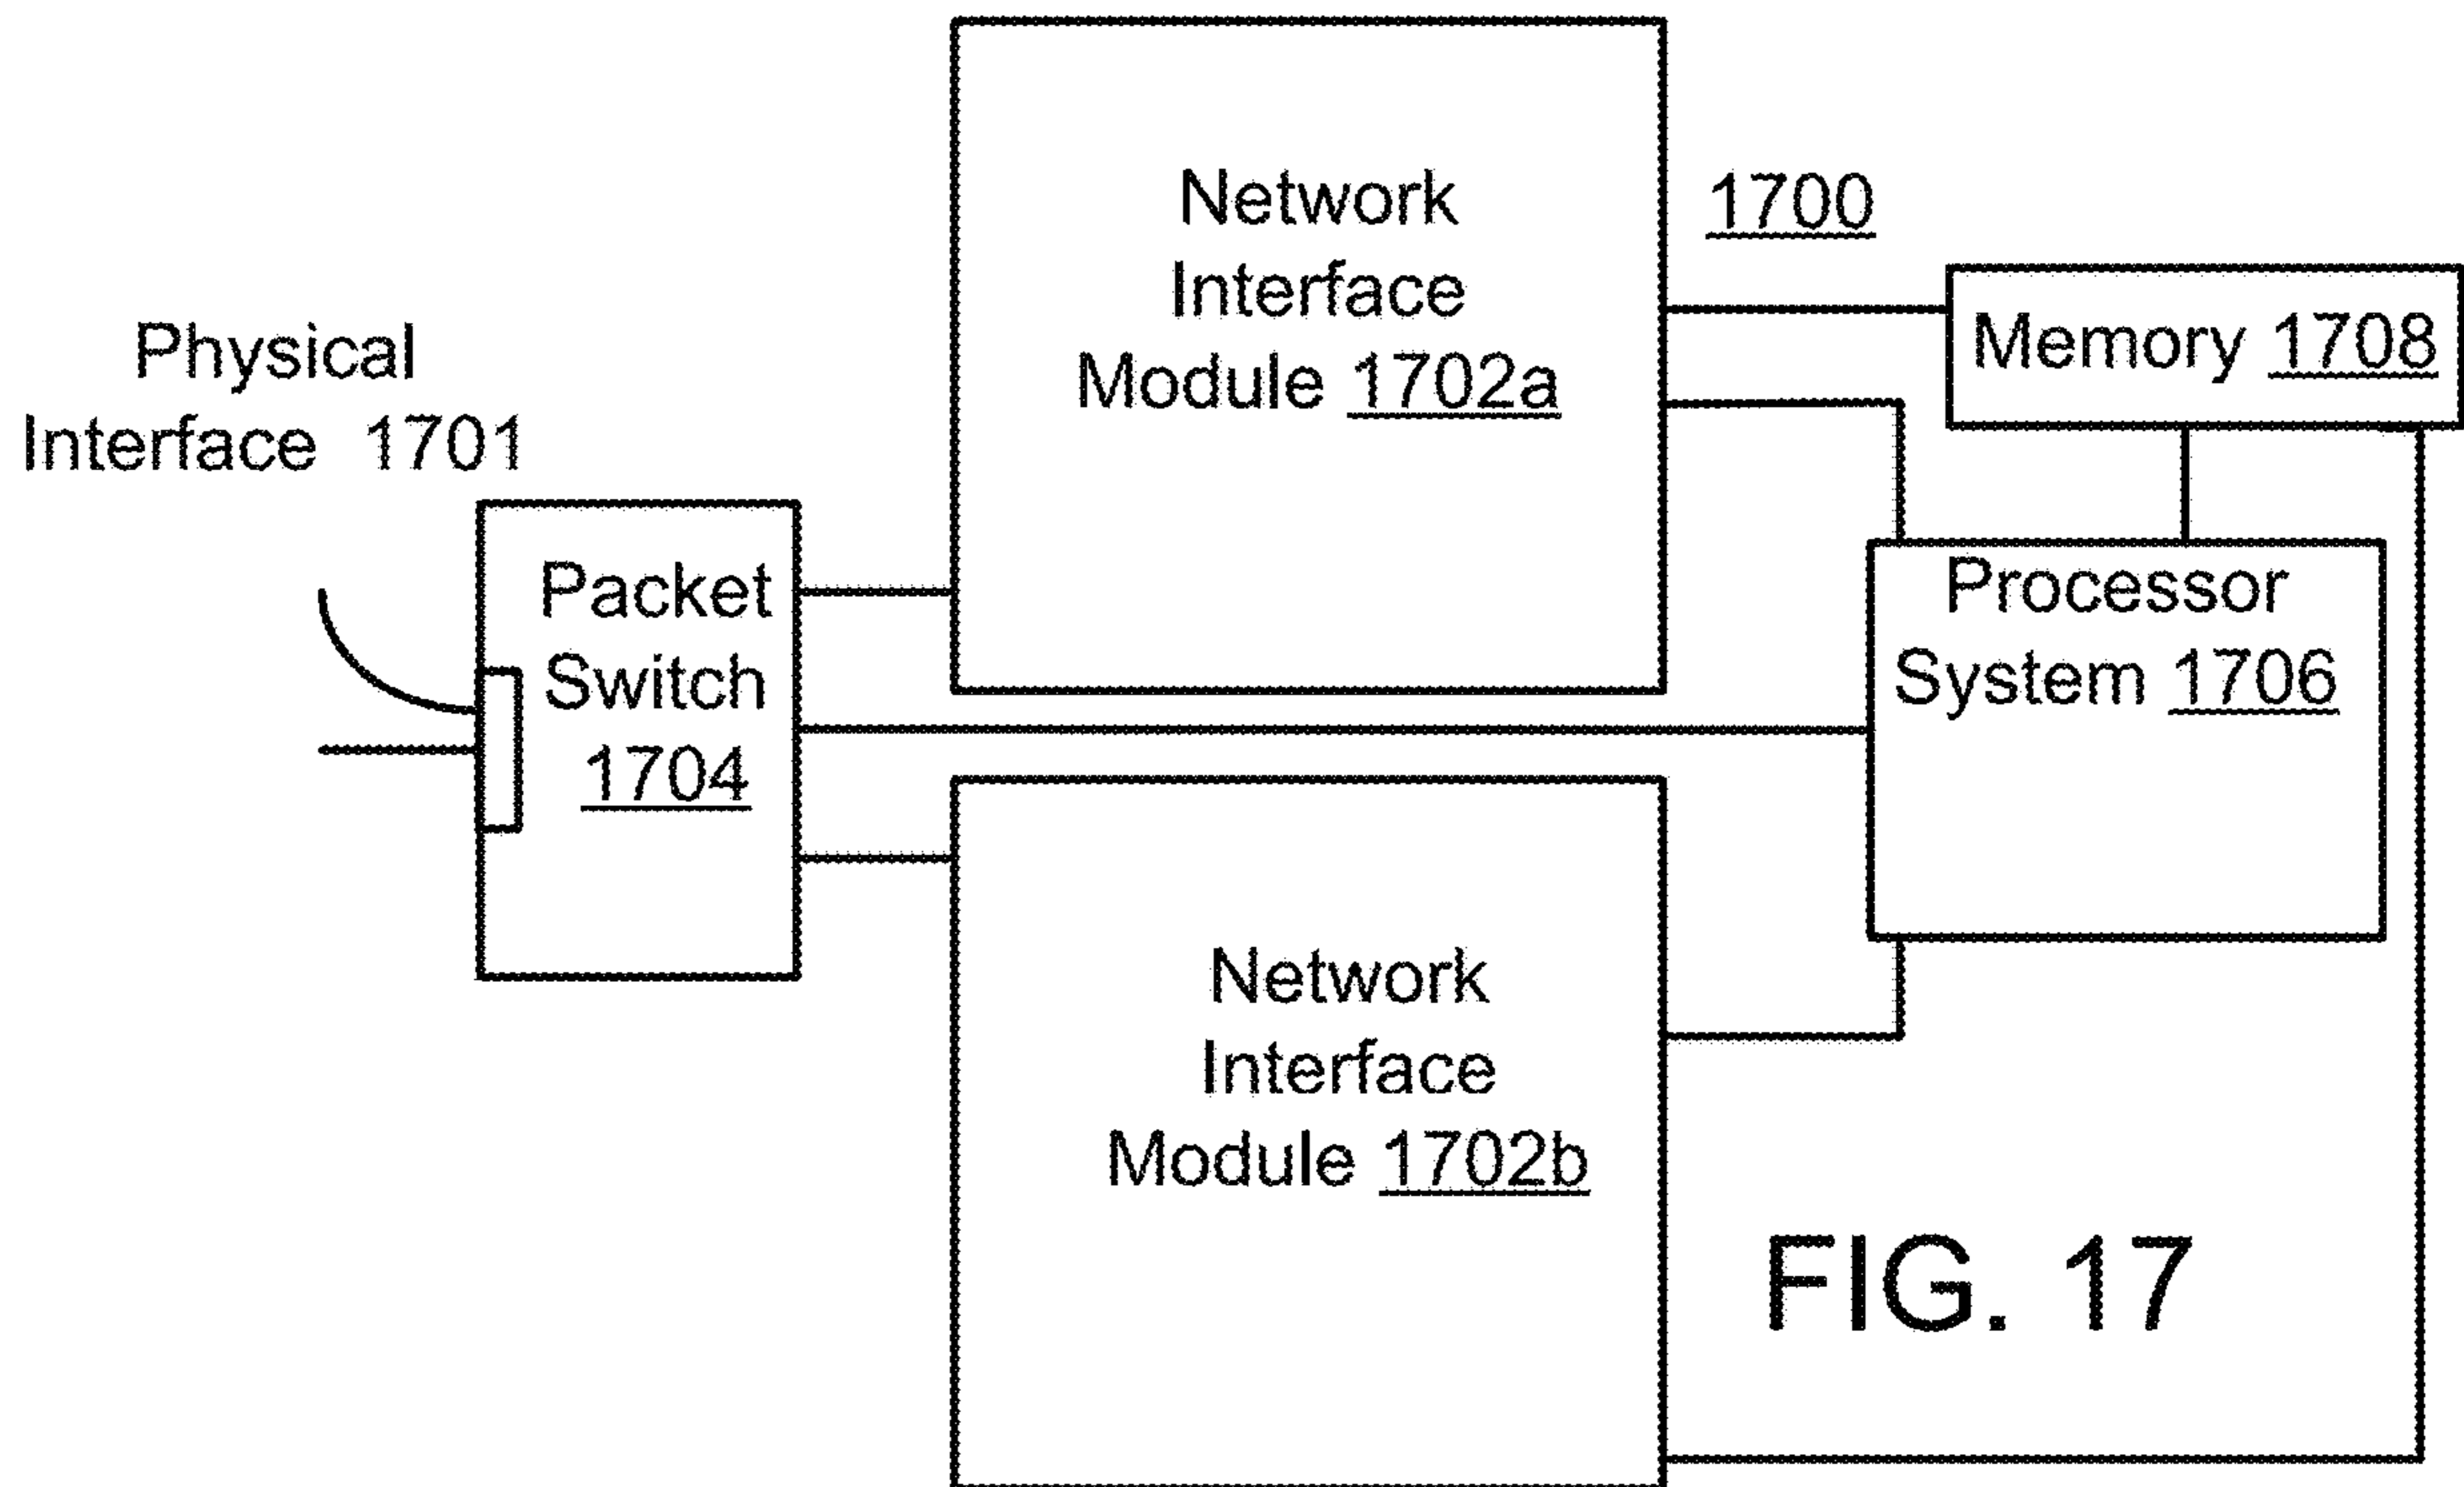 Network
Interface
Module 1702a
1700
Memory 1708
Physical
Interface 1701
Packet
Switch
1704
Processor
System 1706
Network
Interface
Module 1702b
FIG. 17